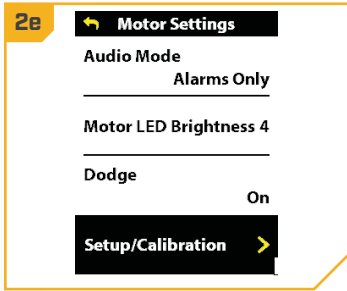 2e
Motor Settings
Audio Mode
Alarms Only
Motor LED Brightness 4
Dodge
On
Setup/Calibration